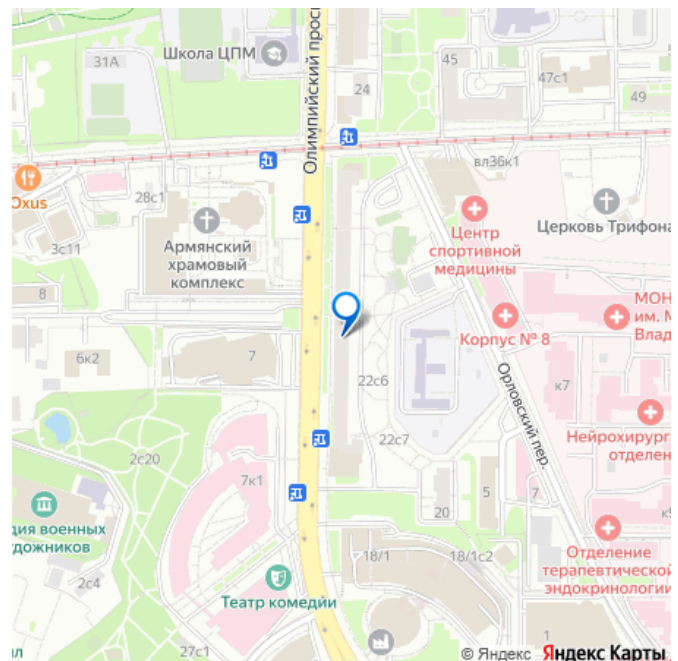 31А
Школа ЦПМ
Олимпийский прос
45
47с1
49
24
вл36к1
Oxus
28с1
Армянский
храмовый
комплекс
3с11
8
Центр
спортивной
медицины
Церковь Трифона
МОН
им. М
Влад
Корпус № 8
6к2
7
22с6
Орловский пер.
к7
Нейрохирург
отделен
22с7
2с20
7к1
5
7
20
дия военных
удожников
2с4
18/1
18/1с2
Отделение
терапевтической
эндокринологии
Театр комедии
27с1
1
© Яндекс Яндекс Карты